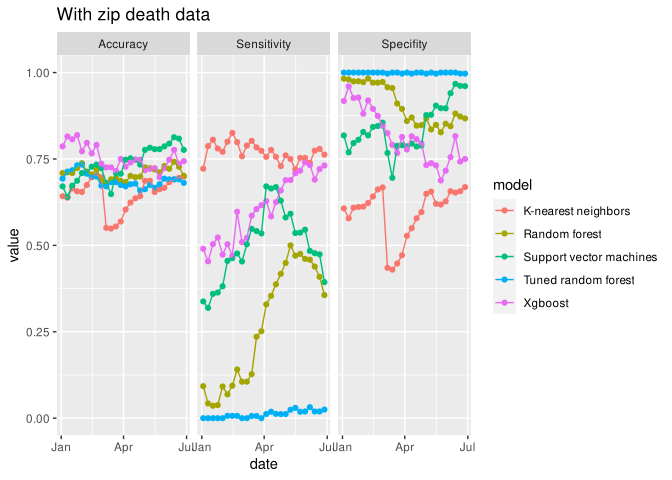 With zip death data
Accuracy
Sensitivity
Specifity
1.00
0.75
0.50
0.25
0.00
value
Jan
Apr
Jul
Jan
Apr
Jul
Jan
Apr
Jul
date
model
K-nearest neighbors
Random forest
Support vector machines
Tuned random forest
Xgboost